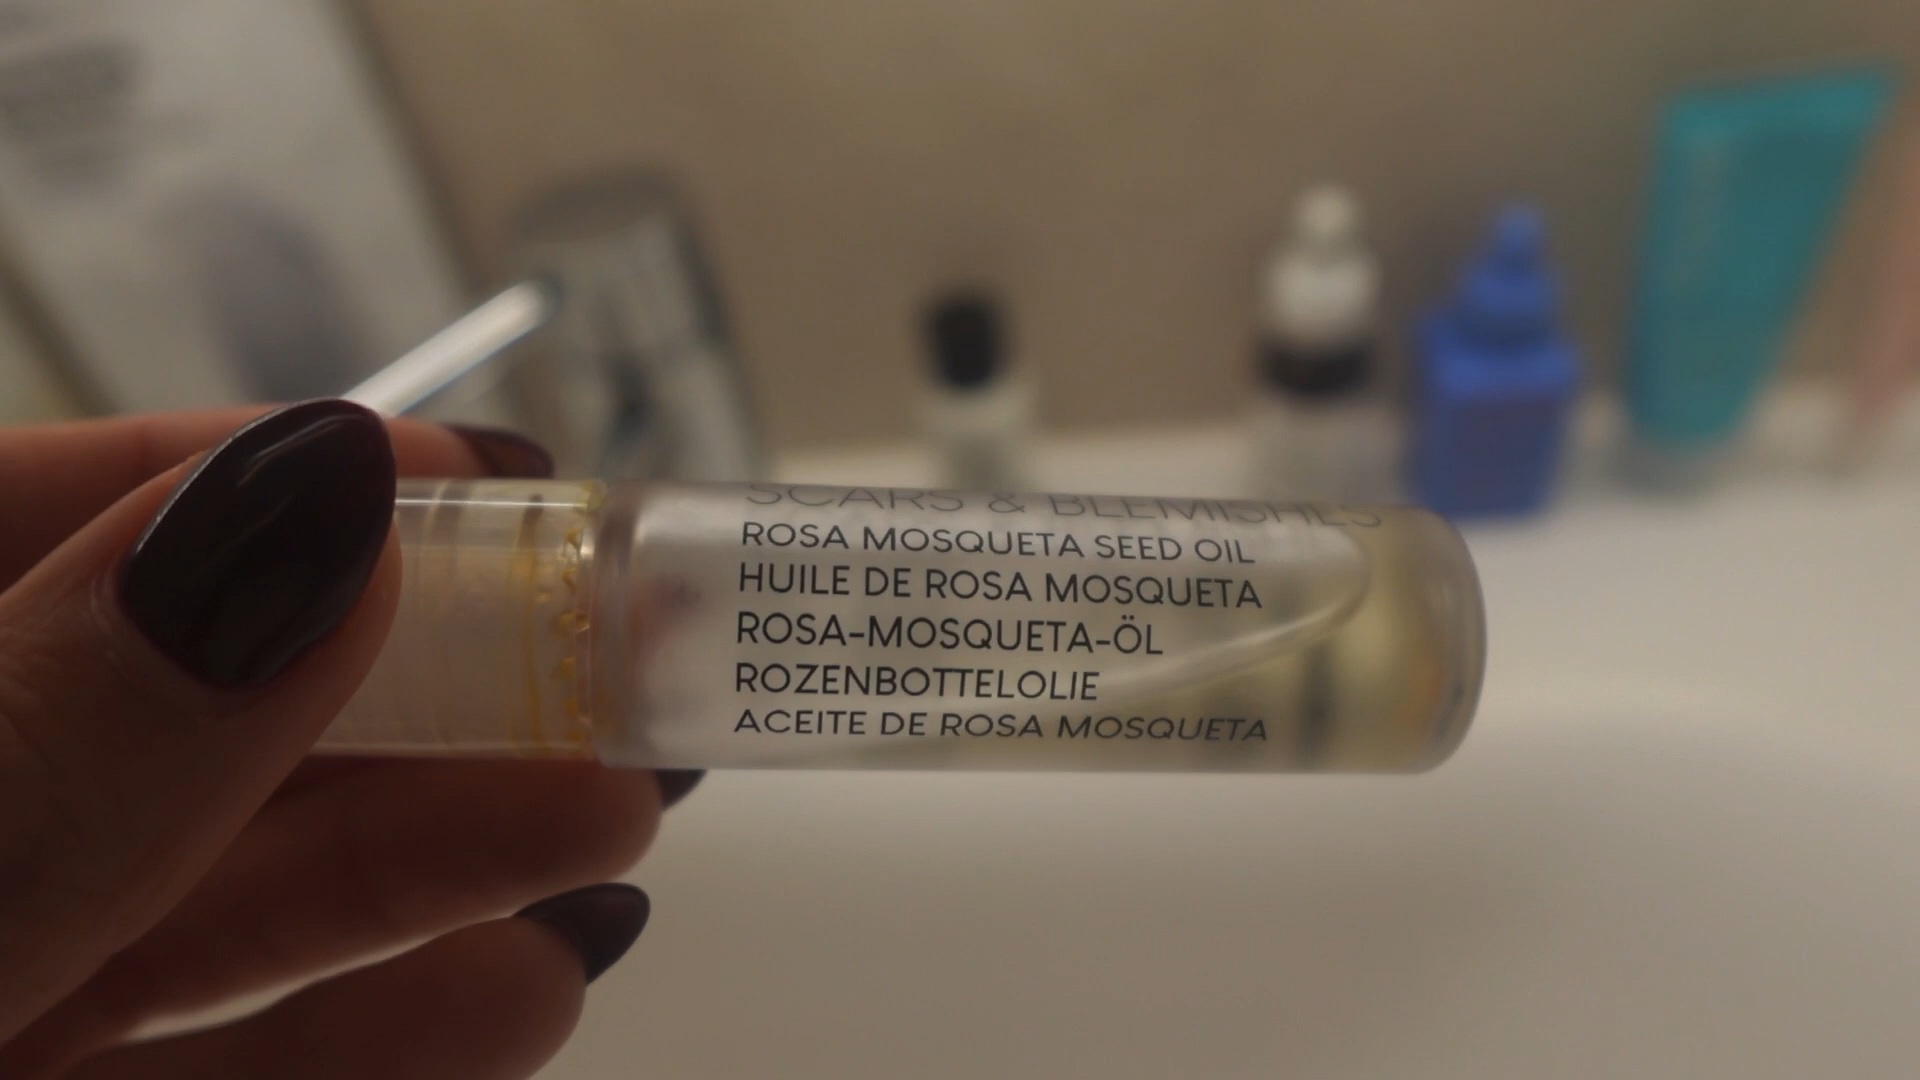 SCARS & BLEMISHES
ROSA MOSQUETA SEED OIL
HUILE DE ROSA MOSQUETA
ROSA-MOSQUETA-ÖL
ROZENBOTTELOLIE
ACEITE DE ROSA MOSQUETA